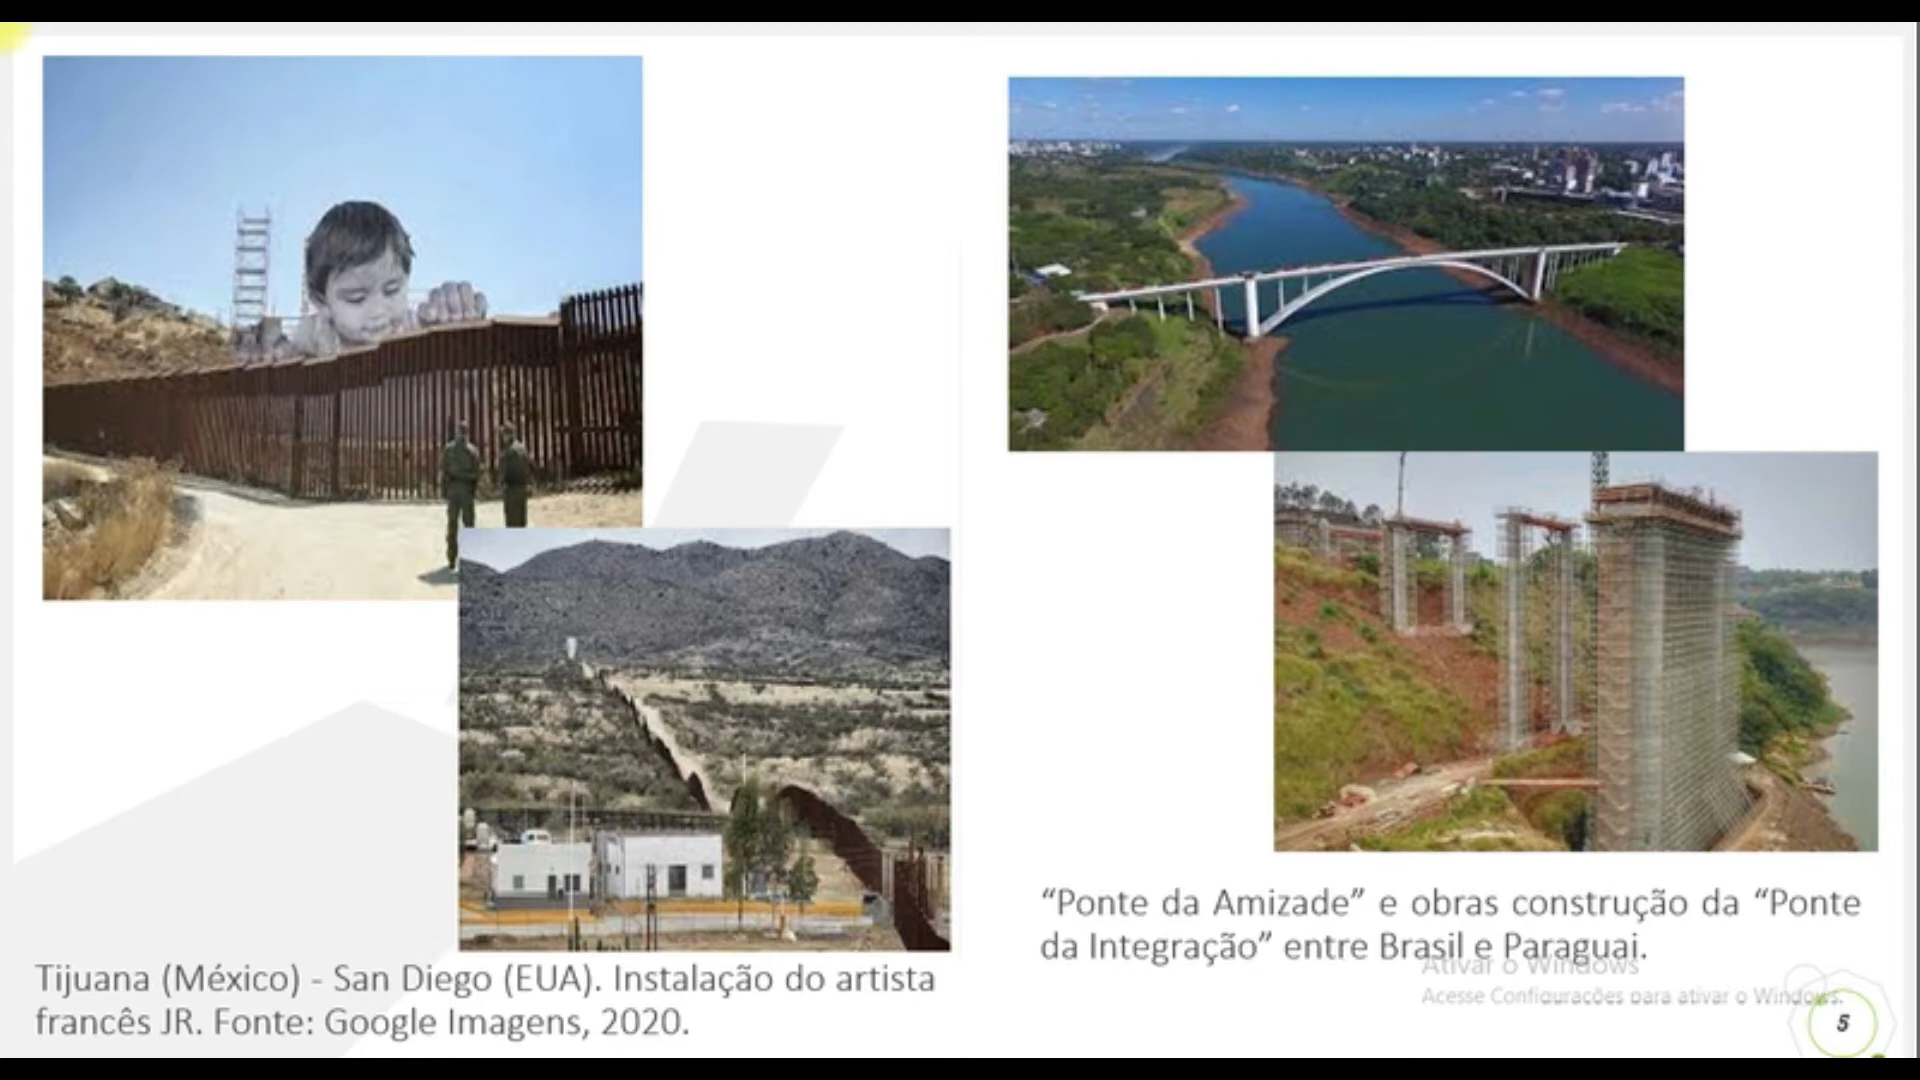 Tijuana (México) - San Diego (EUA). Instalação do artista
francês JR. Fonte: Google Imagens, 2020.
“Ponte da Amizade” e obras construção da “Ponte
da Integração” entre Brasil e Paraguai.
Ativar o Windows
Acesse Configurações para ativar o Windows.
5